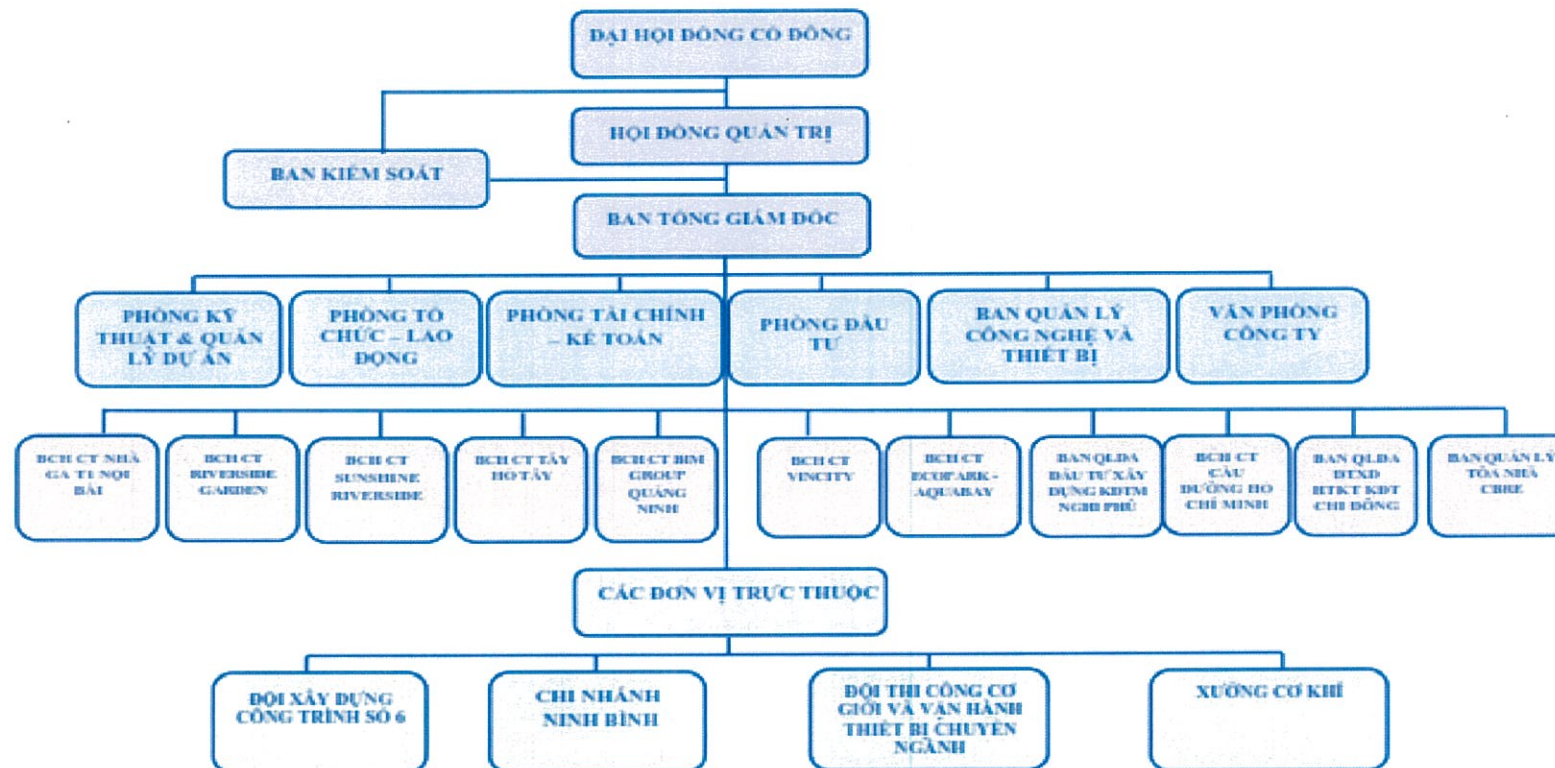 ĐẠI HỘI ĐỒNG CỔ ĐÔNG
HỘI ĐỒNG QUẢN TRỊ
BAN KIỂM SOÁT
BAN TỔNG GIÁM ĐỐC
PHÒNG KỸ
THUẬT & QUẢN
LÝ DỰ ÁN
PHÒNG TỔ
CHỨC – LAO
ĐỘNG
PHÒNG TÀI CHÍNH
– KẾ TOÁN
PHÒNG ĐẦU
TƯ
BAN QUẢN LÝ
CÔNG NGHỆ VÀ
THIẾT BỊ
VĂN PHÒNG
CÔNG TY
BCH CT NHÀ
GA T1 NỘI
BÀI
BCH CT
RIVERSIDE
GARDEN
BCH CT
SUNSHINE
RIVERSIDE
BCH CT TÂY
HỒ TÂY
BCH CT BIM
GROUP
QUẢNG
NINH
BCH CT
VINCITY
BCH CT
ECOPARK -
AQUABAY
BAN QLDA
ĐẦU TƯ XÂY
DỰNG KĐTM
NGHI PHÚ
BCH CT
CẦU
ĐƯỜNG HỒ
CHÍ MINH
BAN QLDA
ĐTXD
HTKT KĐT
CHI ĐÔNG
BAN QUẢN LÝ
TÒA NHÀ
CBRE
CÁC ĐƠN VỊ TRỰC THUỘC
ĐỘI XÂY DỰNG
CÔNG TRÌNH SỐ 6
CHI NHÁNH
NINH BÌNH
ĐỘI THI CÔNG CƠ
GIỚI VÀ VẬN HÀNH
THIẾT BỊ CHUYÊN
NGÀNH
XƯỞNG CƠ KHÍ